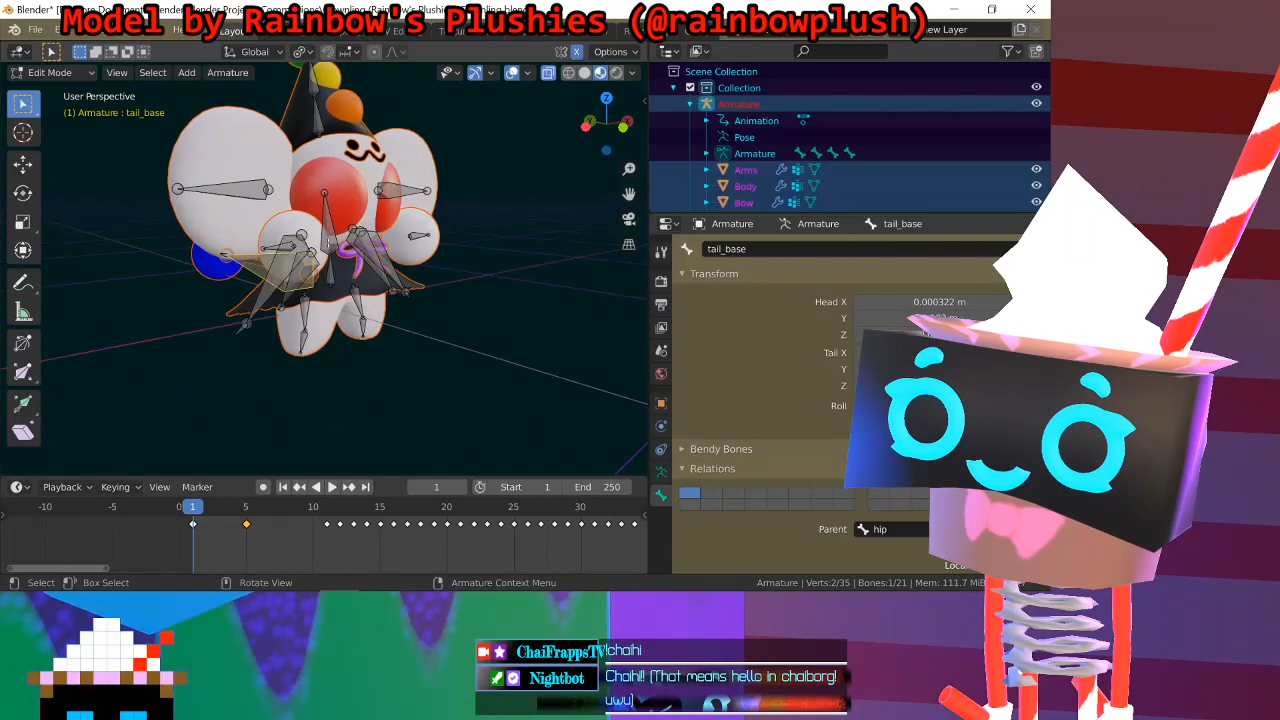 Model by Rainbow's Plushies (@rainbowplush)
File
New Layer
Global
Options
Edit Mode View Select Add Armature
User Perspective
(1) Armature : tail_base
Z
Scene Collection
Collection
Armature
Animation
Pose
Armature
Arms
Body
Bow
Armature Armature tail_base
tail_base
Transform
Head X 0.000322 m
Y
Z
Tail X
Y
Z
Roll
Bendy Bones
Relations
Parent hip
Playback Keying View Marker 1 Start 1 End 250
-10 -5 1 5 20 25 30
Select Box Select Rotate View Armature Context Menu Armature | Verts:2/35 | Bones:1/21 | Mem: 111.7 MiB
ChaiFrappsTV !chaihi
Nightbot Chaihi!! (That means hello in chaiborg!
uwu)